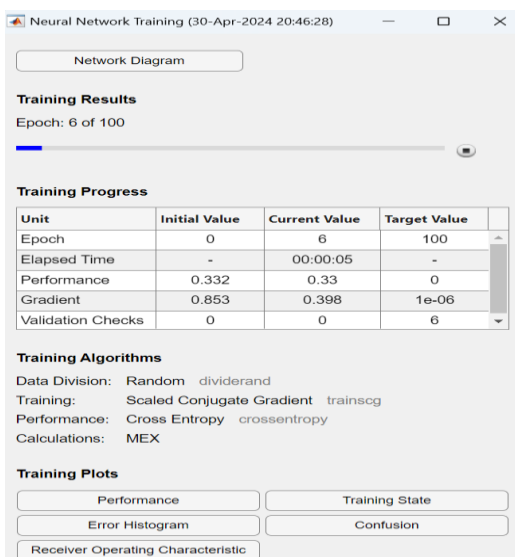 Neural Network Training (30-Apr-2024 20:46:28)
Network Diagram
Training Results
Epoch: 6 of 100
Training Progress
Unit Initial Value Current Value Target Value
Epoch 0 6 100
Elapsed Time - 00:00:05 -
Performance 0.332 0.33 0
Gradient 0.853 0.398 1e-06
Validation Checks 0 0 6
Training Algorithms
Data Division: Random dividerand
Training: Scaled Conjugate Gradient trainscg
Performance: Cross Entropy crossentropy
Calculations: MEX
Training Plots
Performance Training State
Error Histogram Confusion
Receiver Operating Characteristic